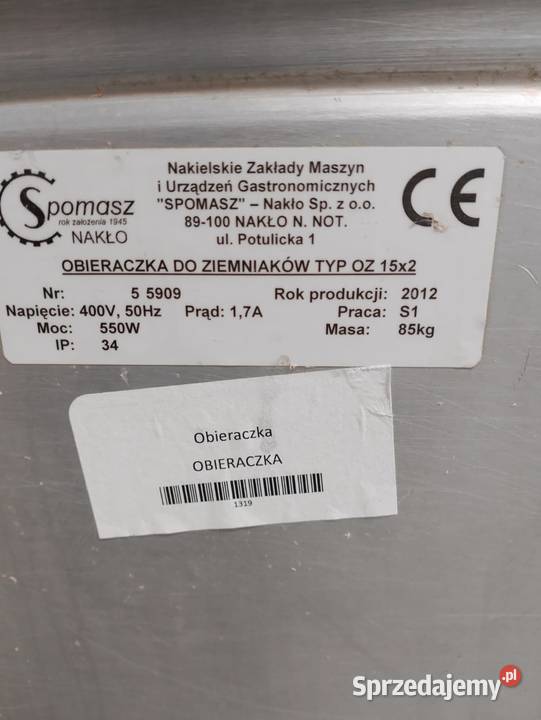 Spomasz
rok założenia 1945
NAKŁO
Nakielskie Zakłady Maszyn
i Urządzeń Gastronomicznych
"SPOMASZ" – Nakło Sp. z o.o.
89-100 NAKŁO N. NOT.
ul. Potulicka 1
CE
OBIERACZKA DO ZIEMNIAKÓW TYP OZ 15x2
Nr: 5 5909 Rok produkcji: 2012
Napięcie: 400V, 50Hz Prąd: 1,7A Praca: S1
Moc: 550W Masa: 85kg
IP: 34
Obieraczka
OBIERACZKA
1319
Sprzedajemy.pl